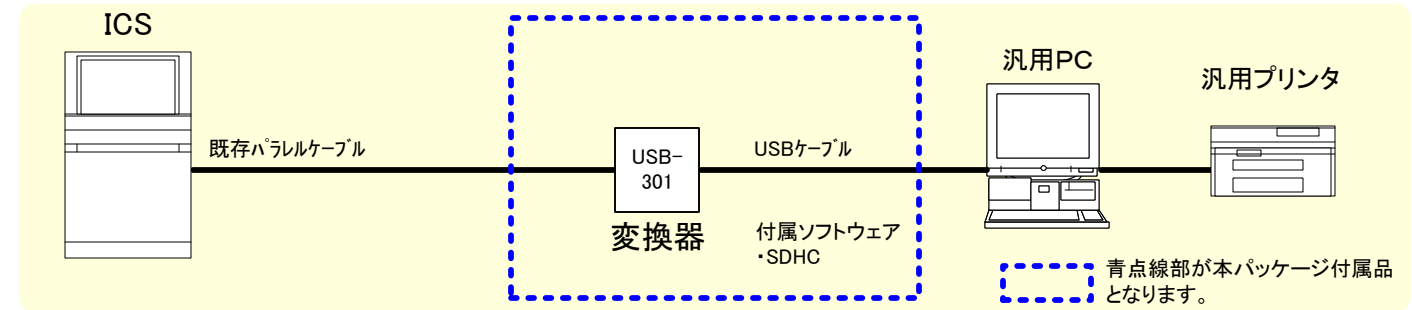 ICS
既存ﾊﾟﾗﾚﾙｹｰﾌﾞﾙ
USB-
301
変換器
USBｹｰﾌﾞﾙ
付属ソフトウェア
・SDHC
汎用PC
汎用プリンタ
青点線部が本パッケージ付属品
となります。